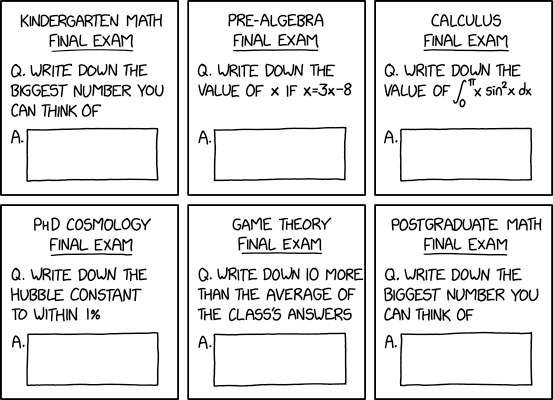 KINDERGARTEN MATH
FINAL EXAM
Q. WRITE DOWN THE
BIGGEST NUMBER YOU
CAN THINK OF
A.
PRE-ALGEBRA
FINAL EXAM
Q. WRITE DOWN THE
VALUE OF x IF x=3x-8
A.
CALCULUS
FINAL EXAM
Q. WRITE DOWN THE
VALUE OF ∫₀^π x sin²x dx
A.
PHD COSMOLOGY
FINAL EXAM
Q. WRITE DOWN THE
HUBBLE CONSTANT
TO WITHIN 1%
A.
GAME THEORY
FINAL EXAM
Q. WRITE DOWN 10 MORE
THAN THE AVERAGE OF
THE CLASS'S ANSWERS
A.
POSTGRADUATE MATH
FINAL EXAM
Q. WRITE DOWN THE
BIGGEST NUMBER YOU
CAN THINK OF
A.